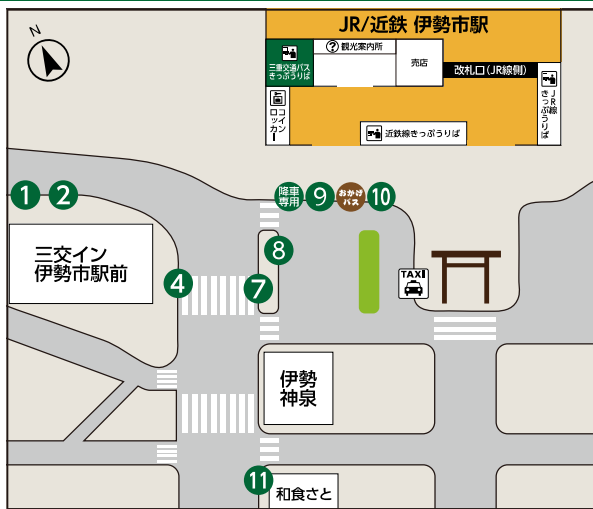 N
JR/近鉄 伊勢市駅
三重交通バス
きっぷうりば
?観光案内所
売店
改札口(JR線側)
JR線
きっぷうりば
コイン
ロッカー
近鉄線きっぷうりば
1
2
降車
専用
9
おかげ
バス
10
三交イン
伊勢市駅前
8
4
7
TAXI
伊勢
神泉
11
和食さと